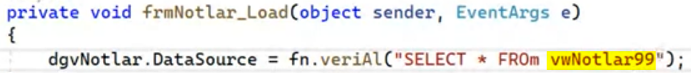 private void frmNotlar_Load(object sender, EventArgs e)
{
dgvNotlar.DataSource = fn.veriAl("SELECT * FROm vwNotlar99");